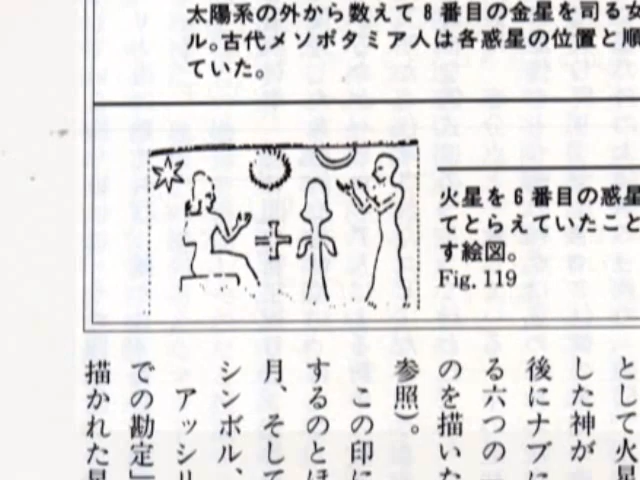 太陽系の外から数えて8番目の金星を司る女
ル。古代メソポタミア人は各惑星の位置と順
ていた。
火星を6番目の惑星
てとらえていたこと
す絵図。
Fig. 119
として火星
した神が
後にナブに
る六つの一
のを描いた
参照)。
この印に
するのとほ
月、そして
シンボル、
アッシリ
での勘定」
描かれた星